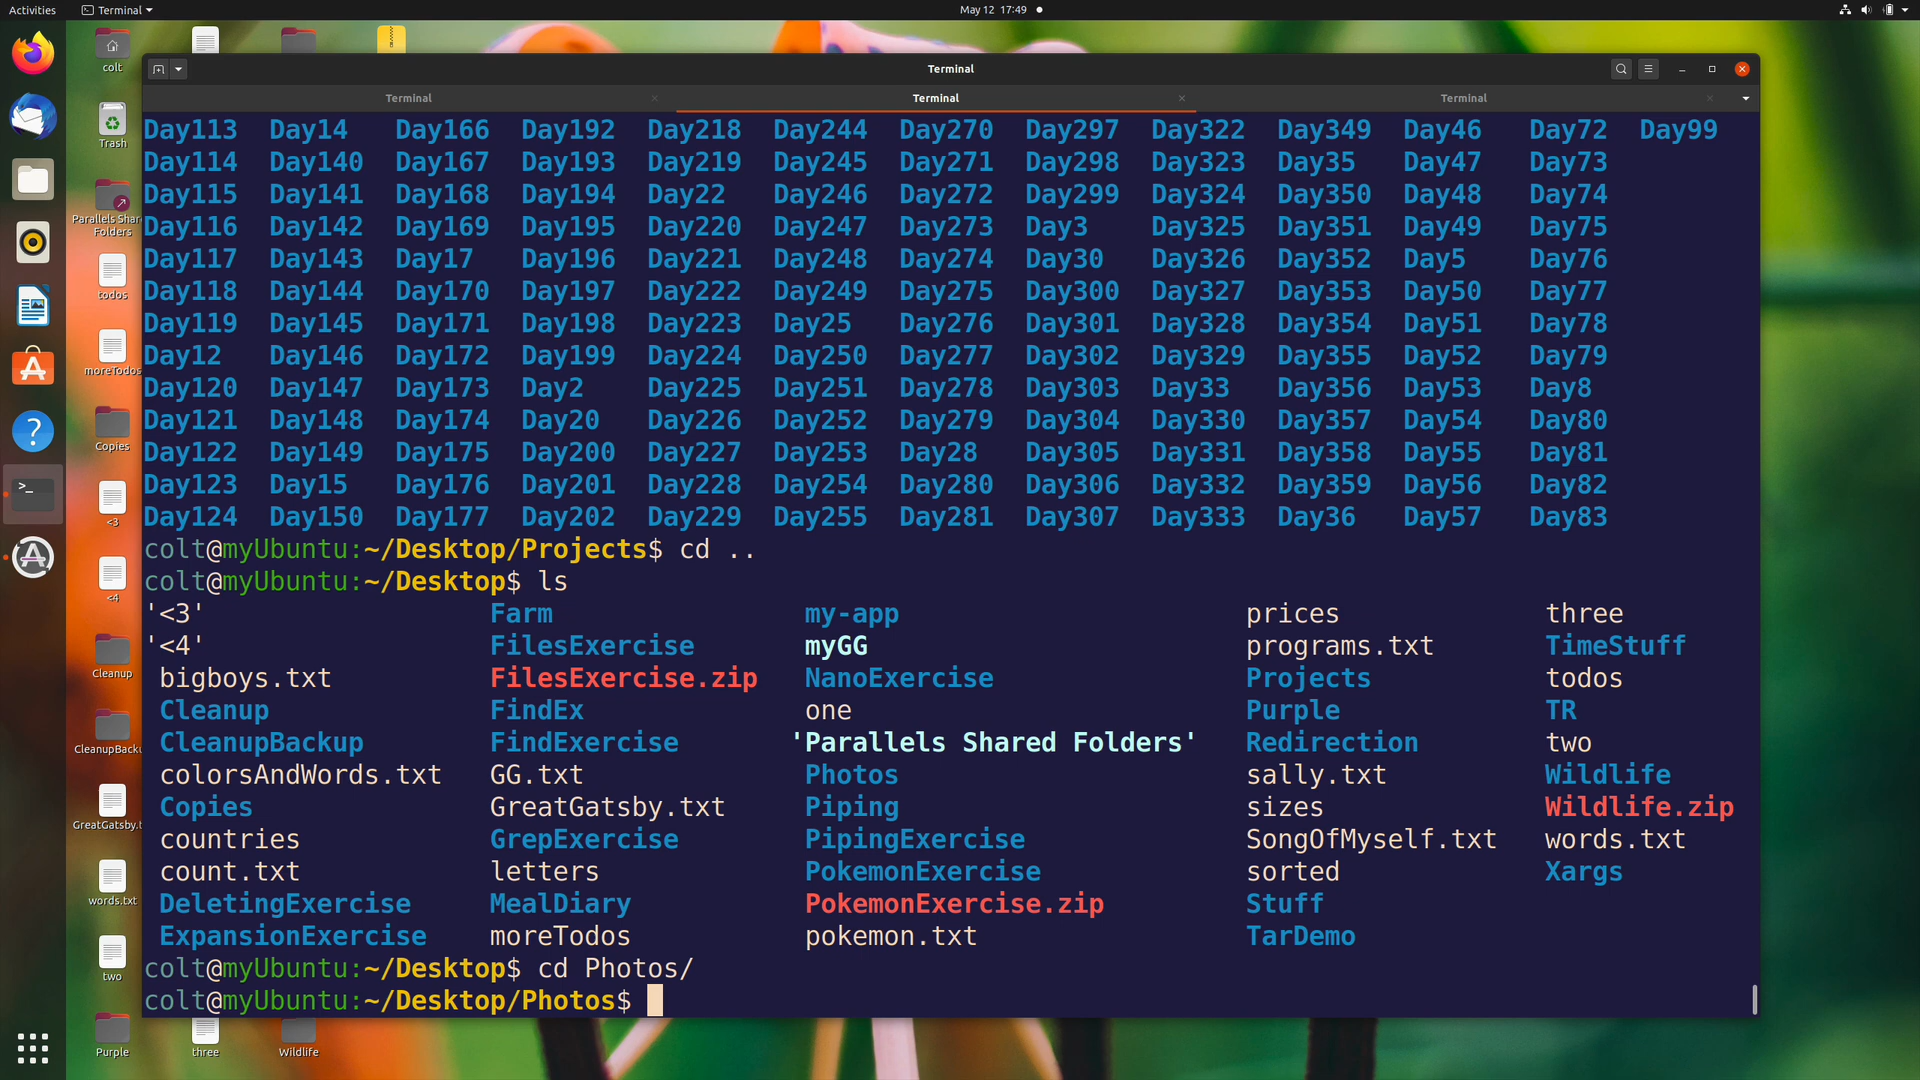 Activities Terminal May 12 17:49
colt
Trash
Parallels Shar
Folders
todos
moreTodos
Copies
<3
<4
Cleanup
CleanupBacku
GreatGatsby.t
words.txt
two
Purple three Wildlife
Terminal
Terminal Terminal Terminal
Day113 Day14 Day166 Day192 Day218 Day244 Day270 Day297 Day322 Day349 Day46 Day72 Day99
Day114 Day140 Day167 Day193 Day219 Day245 Day271 Day298 Day323 Day35 Day47 Day73
Day115 Day141 Day168 Day194 Day22 Day246 Day272 Day299 Day324 Day350 Day48 Day74
Day116 Day142 Day169 Day195 Day220 Day247 Day273 Day3 Day325 Day351 Day49 Day75
Day117 Day143 Day17 Day196 Day221 Day248 Day274 Day30 Day326 Day352 Day5 Day76
Day118 Day144 Day170 Day197 Day222 Day249 Day275 Day300 Day327 Day353 Day50 Day77
Day119 Day145 Day171 Day198 Day223 Day25 Day276 Day301 Day328 Day354 Day51 Day78
Day12 Day146 Day172 Day199 Day224 Day250 Day277 Day302 Day329 Day355 Day52 Day79
Day120 Day147 Day173 Day2 Day225 Day251 Day278 Day303 Day33 Day356 Day53 Day8
Day121 Day148 Day174 Day20 Day226 Day252 Day279 Day304 Day330 Day357 Day54 Day80
Day122 Day149 Day175 Day200 Day227 Day253 Day28 Day305 Day331 Day358 Day55 Day81
Day123 Day15 Day176 Day201 Day228 Day254 Day280 Day306 Day332 Day359 Day56 Day82
Day124 Day150 Day177 Day202 Day229 Day255 Day281 Day307 Day333 Day36 Day57 Day83
colt@myUbuntu:~/Desktop/Projects$ cd ..
colt@myUbuntu:~/Desktop$ ls
'<3' Farm my-app prices three
'<4' FilesExercise myGG programs.txt TimeStuff
bigboys.txt FilesExercise.zip NanoExercise Projects todos
Cleanup FindEx one Purple TR
CleanupBackup FindExercise 'Parallels Shared Folders' Redirection two
colorsAndWords.txt GG.txt Photos sally.txt Wildlife
Copies GreatGatsby.txt Piping sizes Wildlife.zip
countries GrepExercise PipingExercise SongOfMyself.txt words.txt
count.txt letters PokemonExercise sorted Xargs
DeletingExercise MealDiary PokemonExercise.zip Stuff
ExpansionExercise moreTodos pokemon.txt TarDemo
colt@myUbuntu:~/Desktop$ cd Photos/
colt@myUbuntu:~/Desktop/Photos$